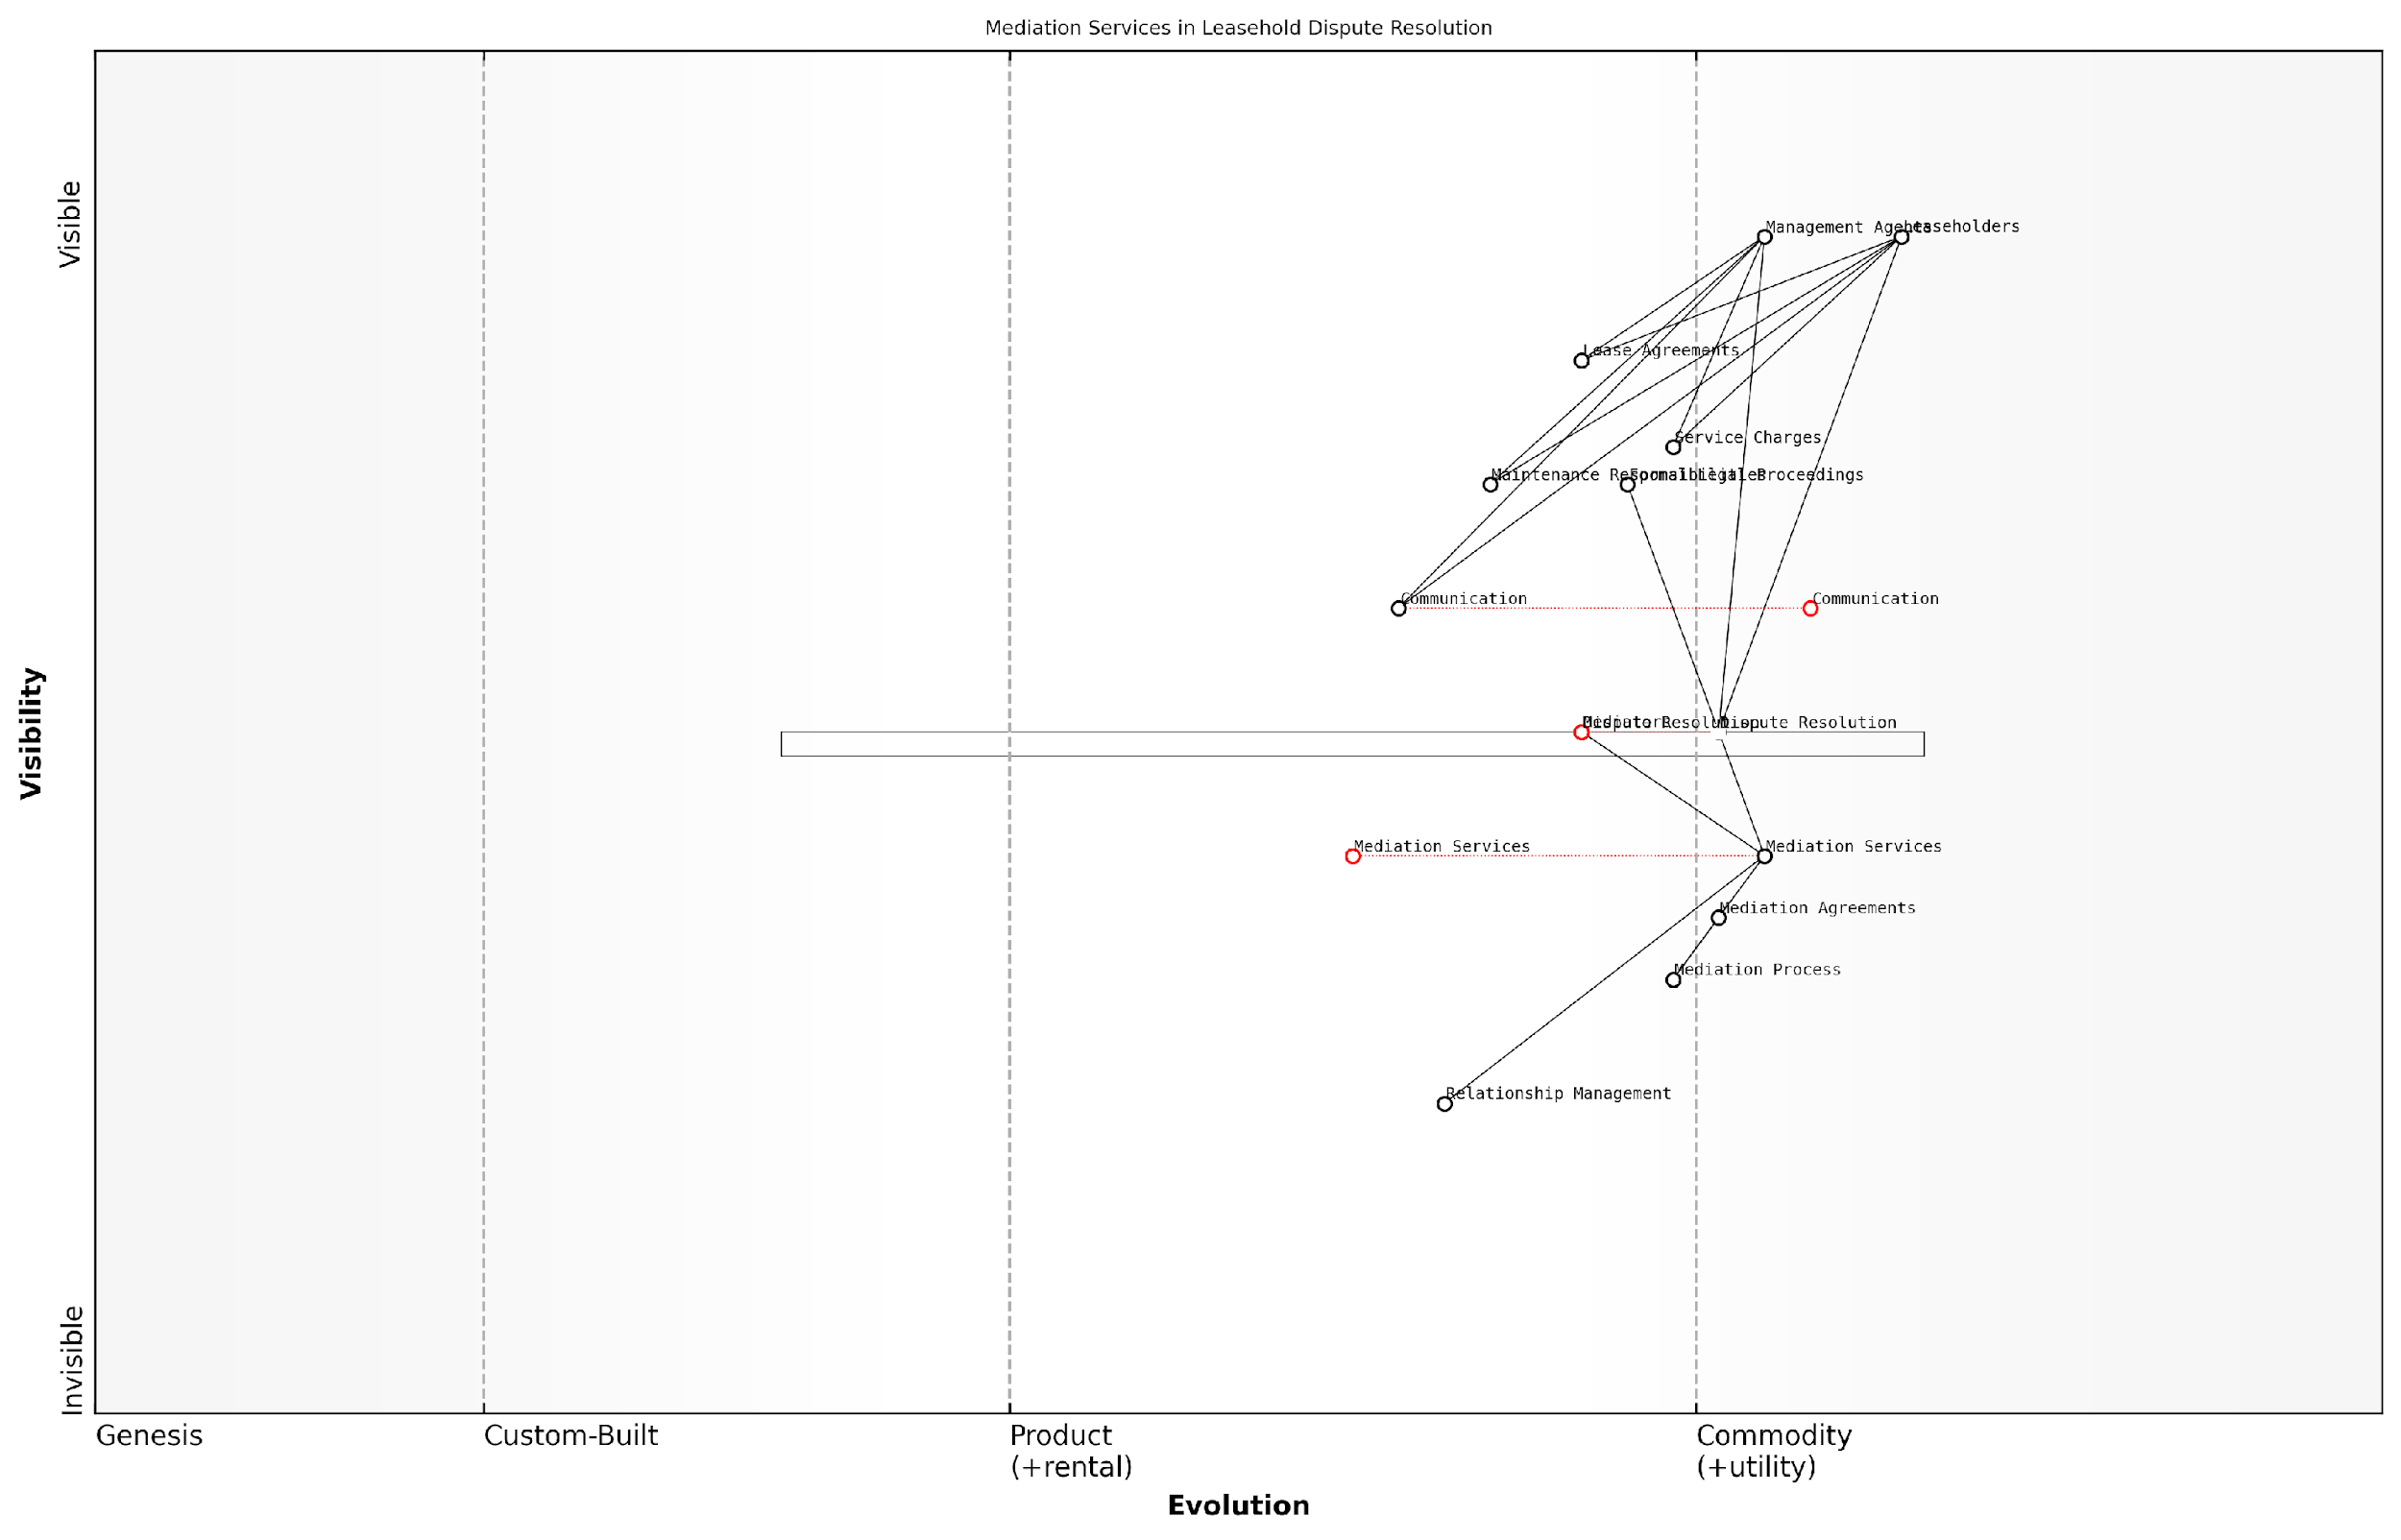 Mediation Services in Leasehold Dispute Resolution
Visible
Management Agents
Leaseholders
Lease Agreements
Service Charges
Maintenance Responsibilities
Formal Legal Proceedings
Communication
Communication
Visibility
Mediators
Dispute Resolution
Dispute Resolution
Mediation Services
Mediation Services
Mediation Agreements
Mediation Process
Relationship Management
Invisible
Genesis
Custom-Built
Product
(+rental)
Commodity
(+utility)
Evolution